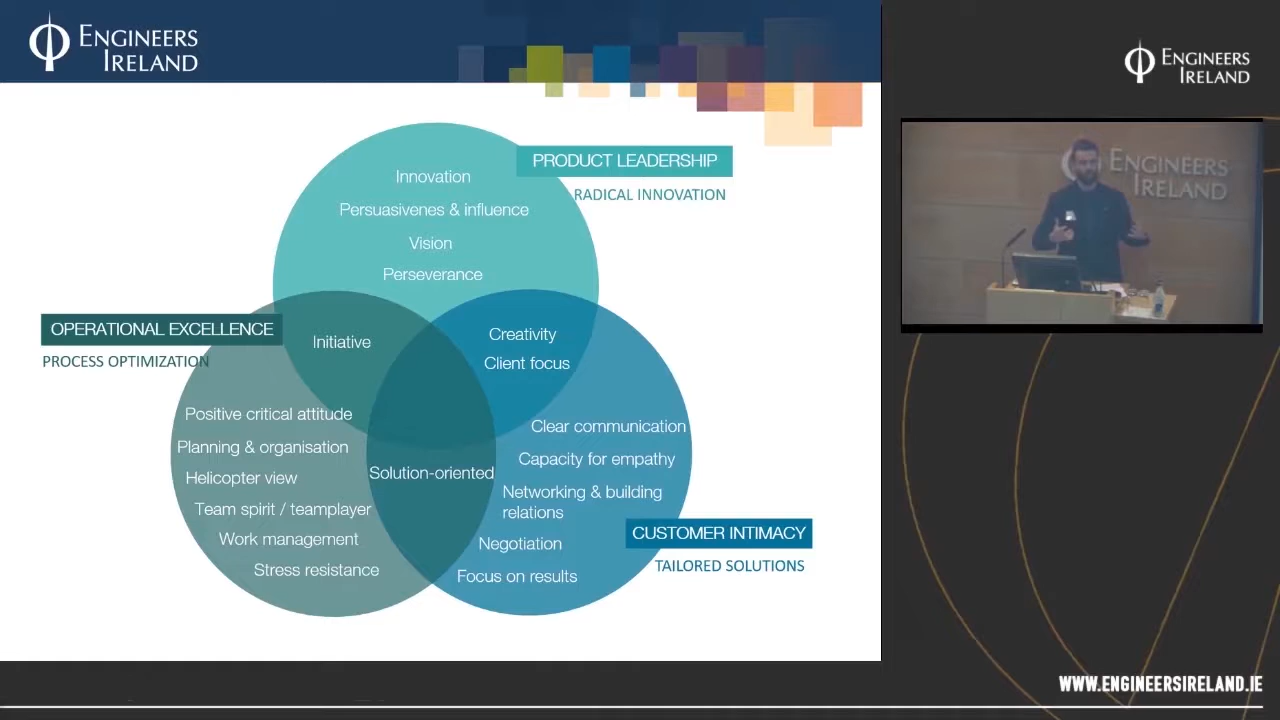 ENGINEERS
IRELAND
PRODUCT LEADERSHIP
RADICAL INNOVATION
Innovation
Persuasivenes & influence
Vision
Perseverance
OPERATIONAL EXCELLENCE
PROCESS OPTIMIZATION
Initiative
Creativity
Client focus
Positive critical attitude
Planning & organisation
Helicopter view
Team spirit / teamplayer
Work management
Stress resistance
Solution-oriented
Clear communication
Capacity for empathy
Networking & building
relations
Negotiation
Focus on results
CUSTOMER INTIMACY
TAILORED SOLUTIONS
ENGINEERS
IRELAND
ENGINEERS
IRELAND
WWW.ENGINEERSIRELAND.IE